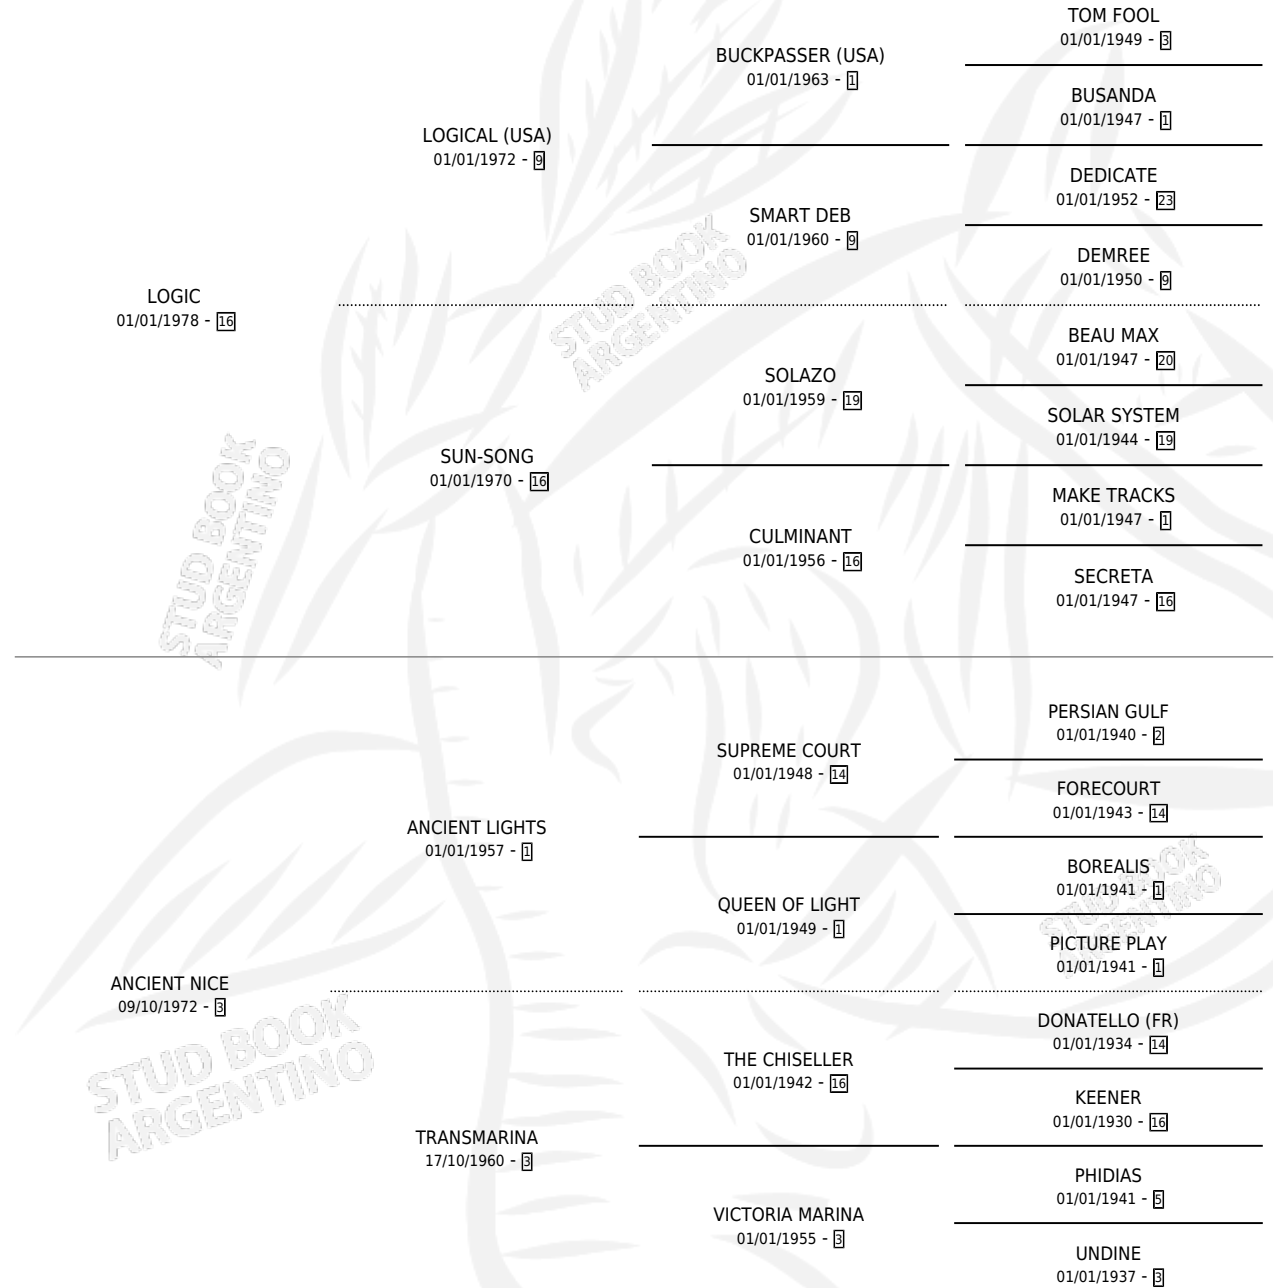 TOM FOOL
01/01/1949 - 3
BUCKPASSER (USA)
01/01/1963 - 1
BUSANDA
01/01/1947 - 1
LOGICAL (USA)
01/01/1972 - 9
DEDICATE
01/01/1952 - 23
SMART DEB
01/01/1960 - 9
DEMREE
01/01/1950 - 9
LOGIC
01/01/1978 - 16
BEAU MAX
01/01/1947 - 20
SOLAZO
01/01/1959 - 19
SOLAR SYSTEM
01/01/1944 - 19
SUN-SONG
01/01/1970 - 16
MAKE TRACKS
01/01/1947 - 1
CULMINANT
01/01/1956 - 16
SECRETA
01/01/1947 - 16
PERSIAN GULF
01/01/1940 - 2
SUPREME COURT
01/01/1948 - 14
FORECOURT
01/01/1943 - 14
ANCIENT LIGHTS
01/01/1957 - 1
BOREALIS
01/01/1941 - 1
QUEEN OF LIGHT
01/01/1949 - 1
PICTURE PLAY
01/01/1941 - 1
ANCIENT NICE
09/10/1972 - 3
DONATELLO (FR)
01/01/1934 - 14
THE CHISELLER
01/01/1942 - 16
KEENER
01/01/1930 - 16
TRANSMARINA
17/10/1960 - 3
PHIDIAS
01/01/1941 - 5
VICTORIA MARINA
01/01/1955 - 3
UNDINE
01/01/1937 - 3
STUD BOOK
ARGENTINO
STUD BOOK
ARGENTINO
STUD BOOK
ARGENTINO
STUD BOOK
ARGENTINO